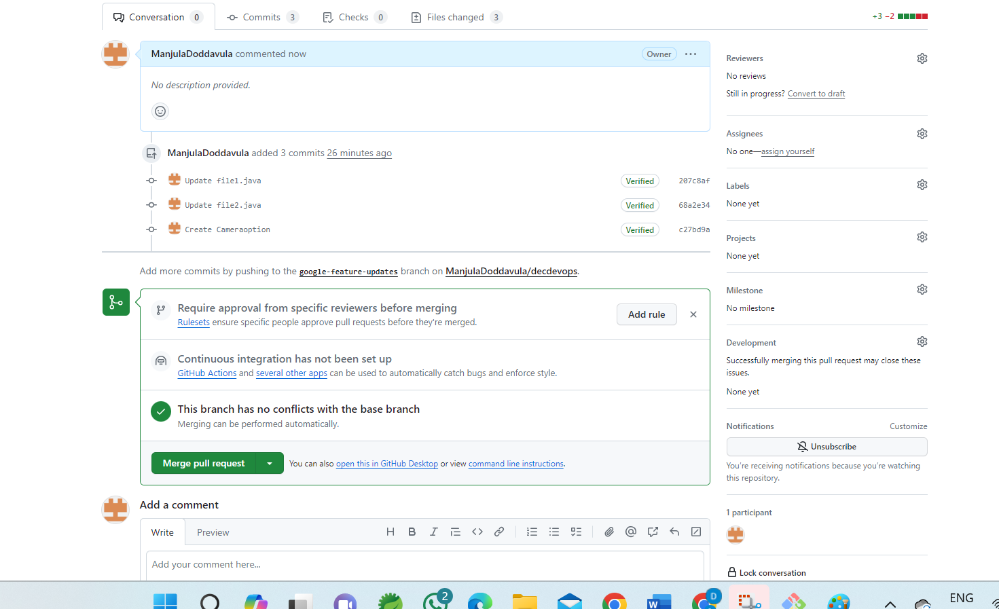 Conversation 0 Commits 3 Checks 0 Files changed 3 +3 −2
ManjulaDoddavula commented now Owner
No description provided.
ManjulaDoddavula added 3 commits 26 minutes ago
Update file1.java Verified 207c8af
Update file2.java Verified 68a2e34
Create Cameraoption Verified c27bd9a
Add more commits by pushing to the google-feature-updates branch on ManjulaDoddavula/decdevops.
Require approval from specific reviewers before merging
Rulesets ensure specific people approve pull requests before they're merged.
Add rule
Continuous integration has not been set up
GitHub Actions and several other apps can be used to automatically catch bugs and enforce style.
This branch has no conflicts with the base branch
Merging can be performed automatically.
Merge pull request You can also open this in GitHub Desktop or view command line instructions.
Add a comment
Write Preview
Add your comment here...
Reviewers
No reviews
Still in progress? Convert to draft
Assignees
No one—assign yourself
Labels
None yet
Projects
None yet
Milestone
No milestone
Development
Successfully merging this pull request may close these
issues.
None yet
Notifications Customize
Unsubscribe
You're receiving notifications because you're watching
this repository.
1 participant
Lock conversation
2 W D ENG